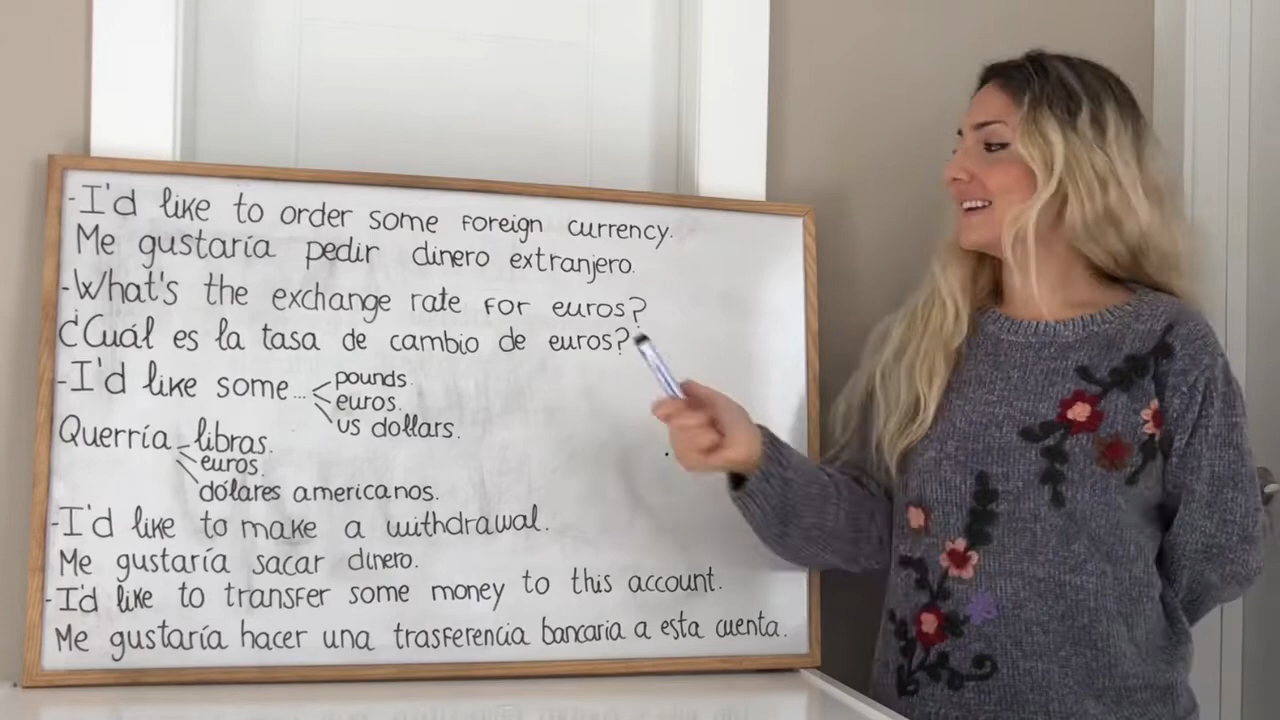 -I'd like to order some foreign currency.
Me gustaría pedir dinero extranjero.
-What's the exchange rate for euros?
¿Cuál es la tasa de cambio de euros?
-I'd like some... pounds.
euros.
US dollars.
Querría libras.
euros.
dólares americanos.
-I'd like to make a withdrawal.
Me gustaría sacar dinero.
-I'd like to transfer some money to this account.
Me gustaría hacer una trasferencia bancaria a esta cuenta.